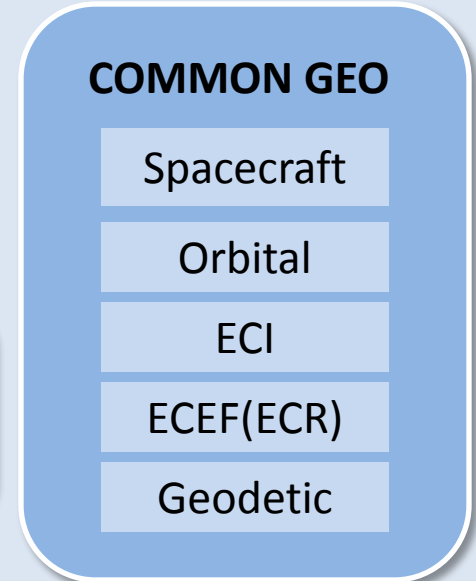 COMMON GEO
Spacecraft
Orbital
ECI
ECEF(ECR)
Geodetic